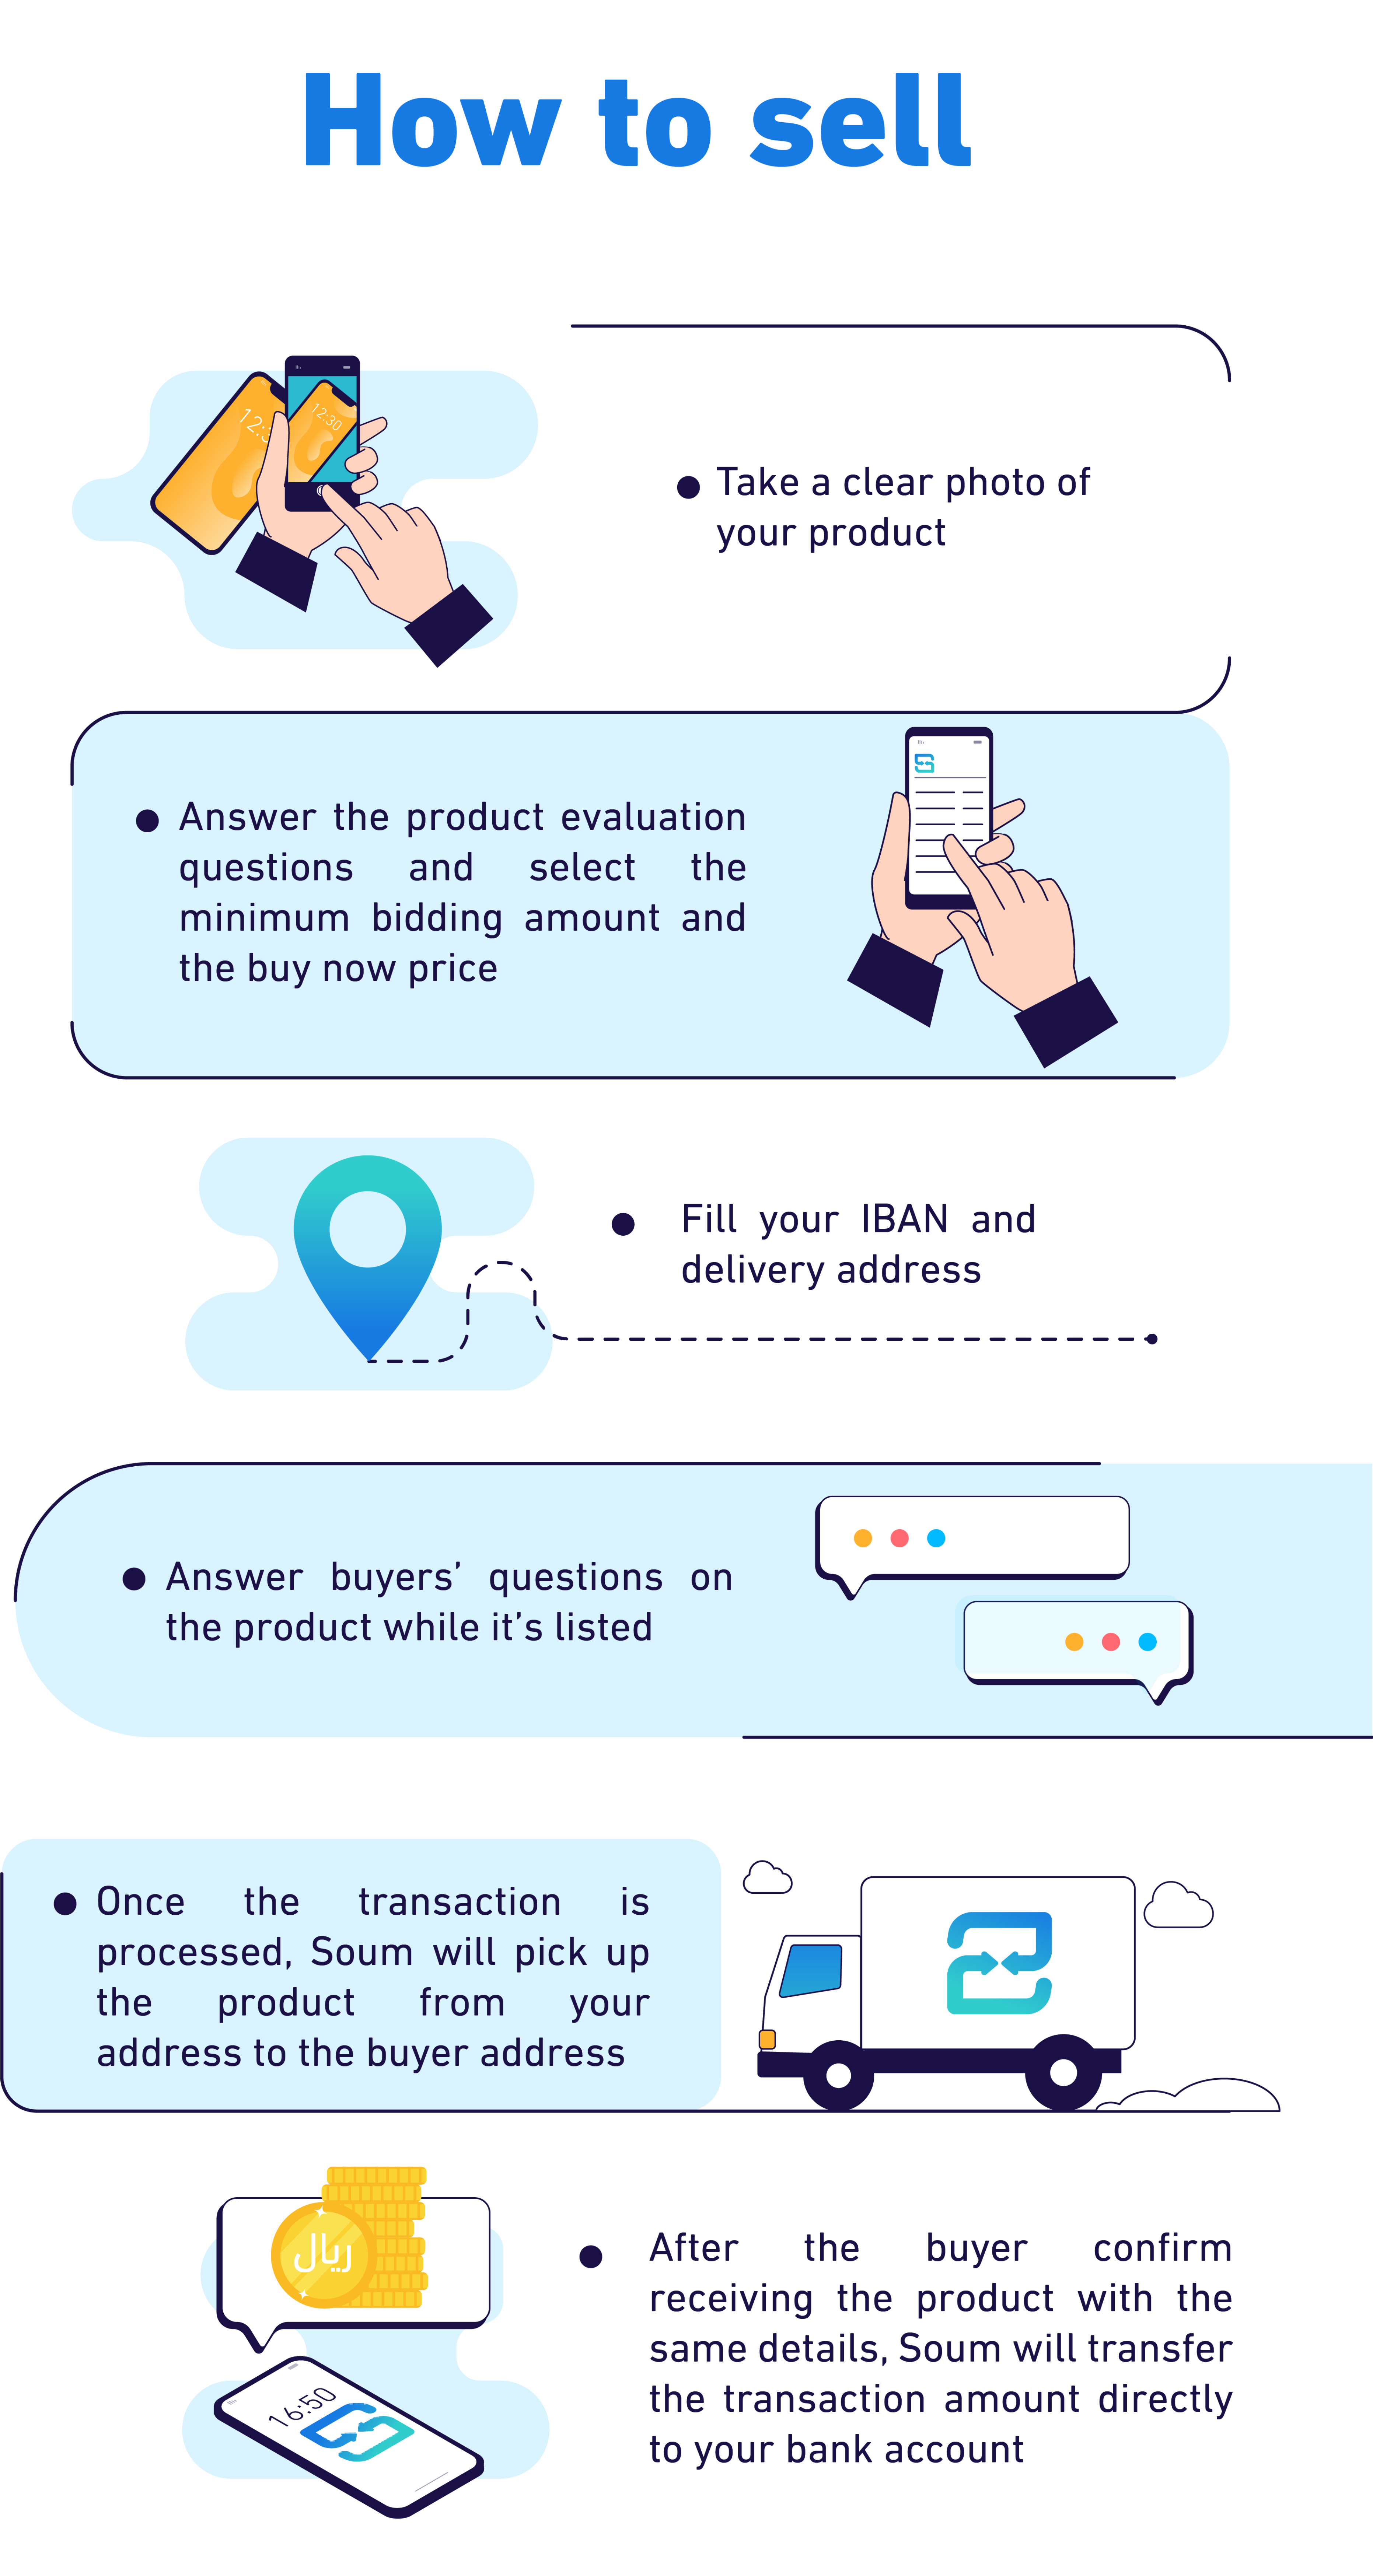 How to sell
12:3
12:30
Take a clear photo of
your product
Answer the product evaluation
questions and select the
minimum bidding amount and
the buy now price
Fill your IBAN and
delivery address
Answer buyers’ questions on
the product while it’s listed
Once the transaction is
processed, Soum will pick up
the product from your
address to the buyer address
ريال
16:50
After the buyer confirm
receiving the product with the
same details, Soum will transfer
the transaction amount directly
to your bank account